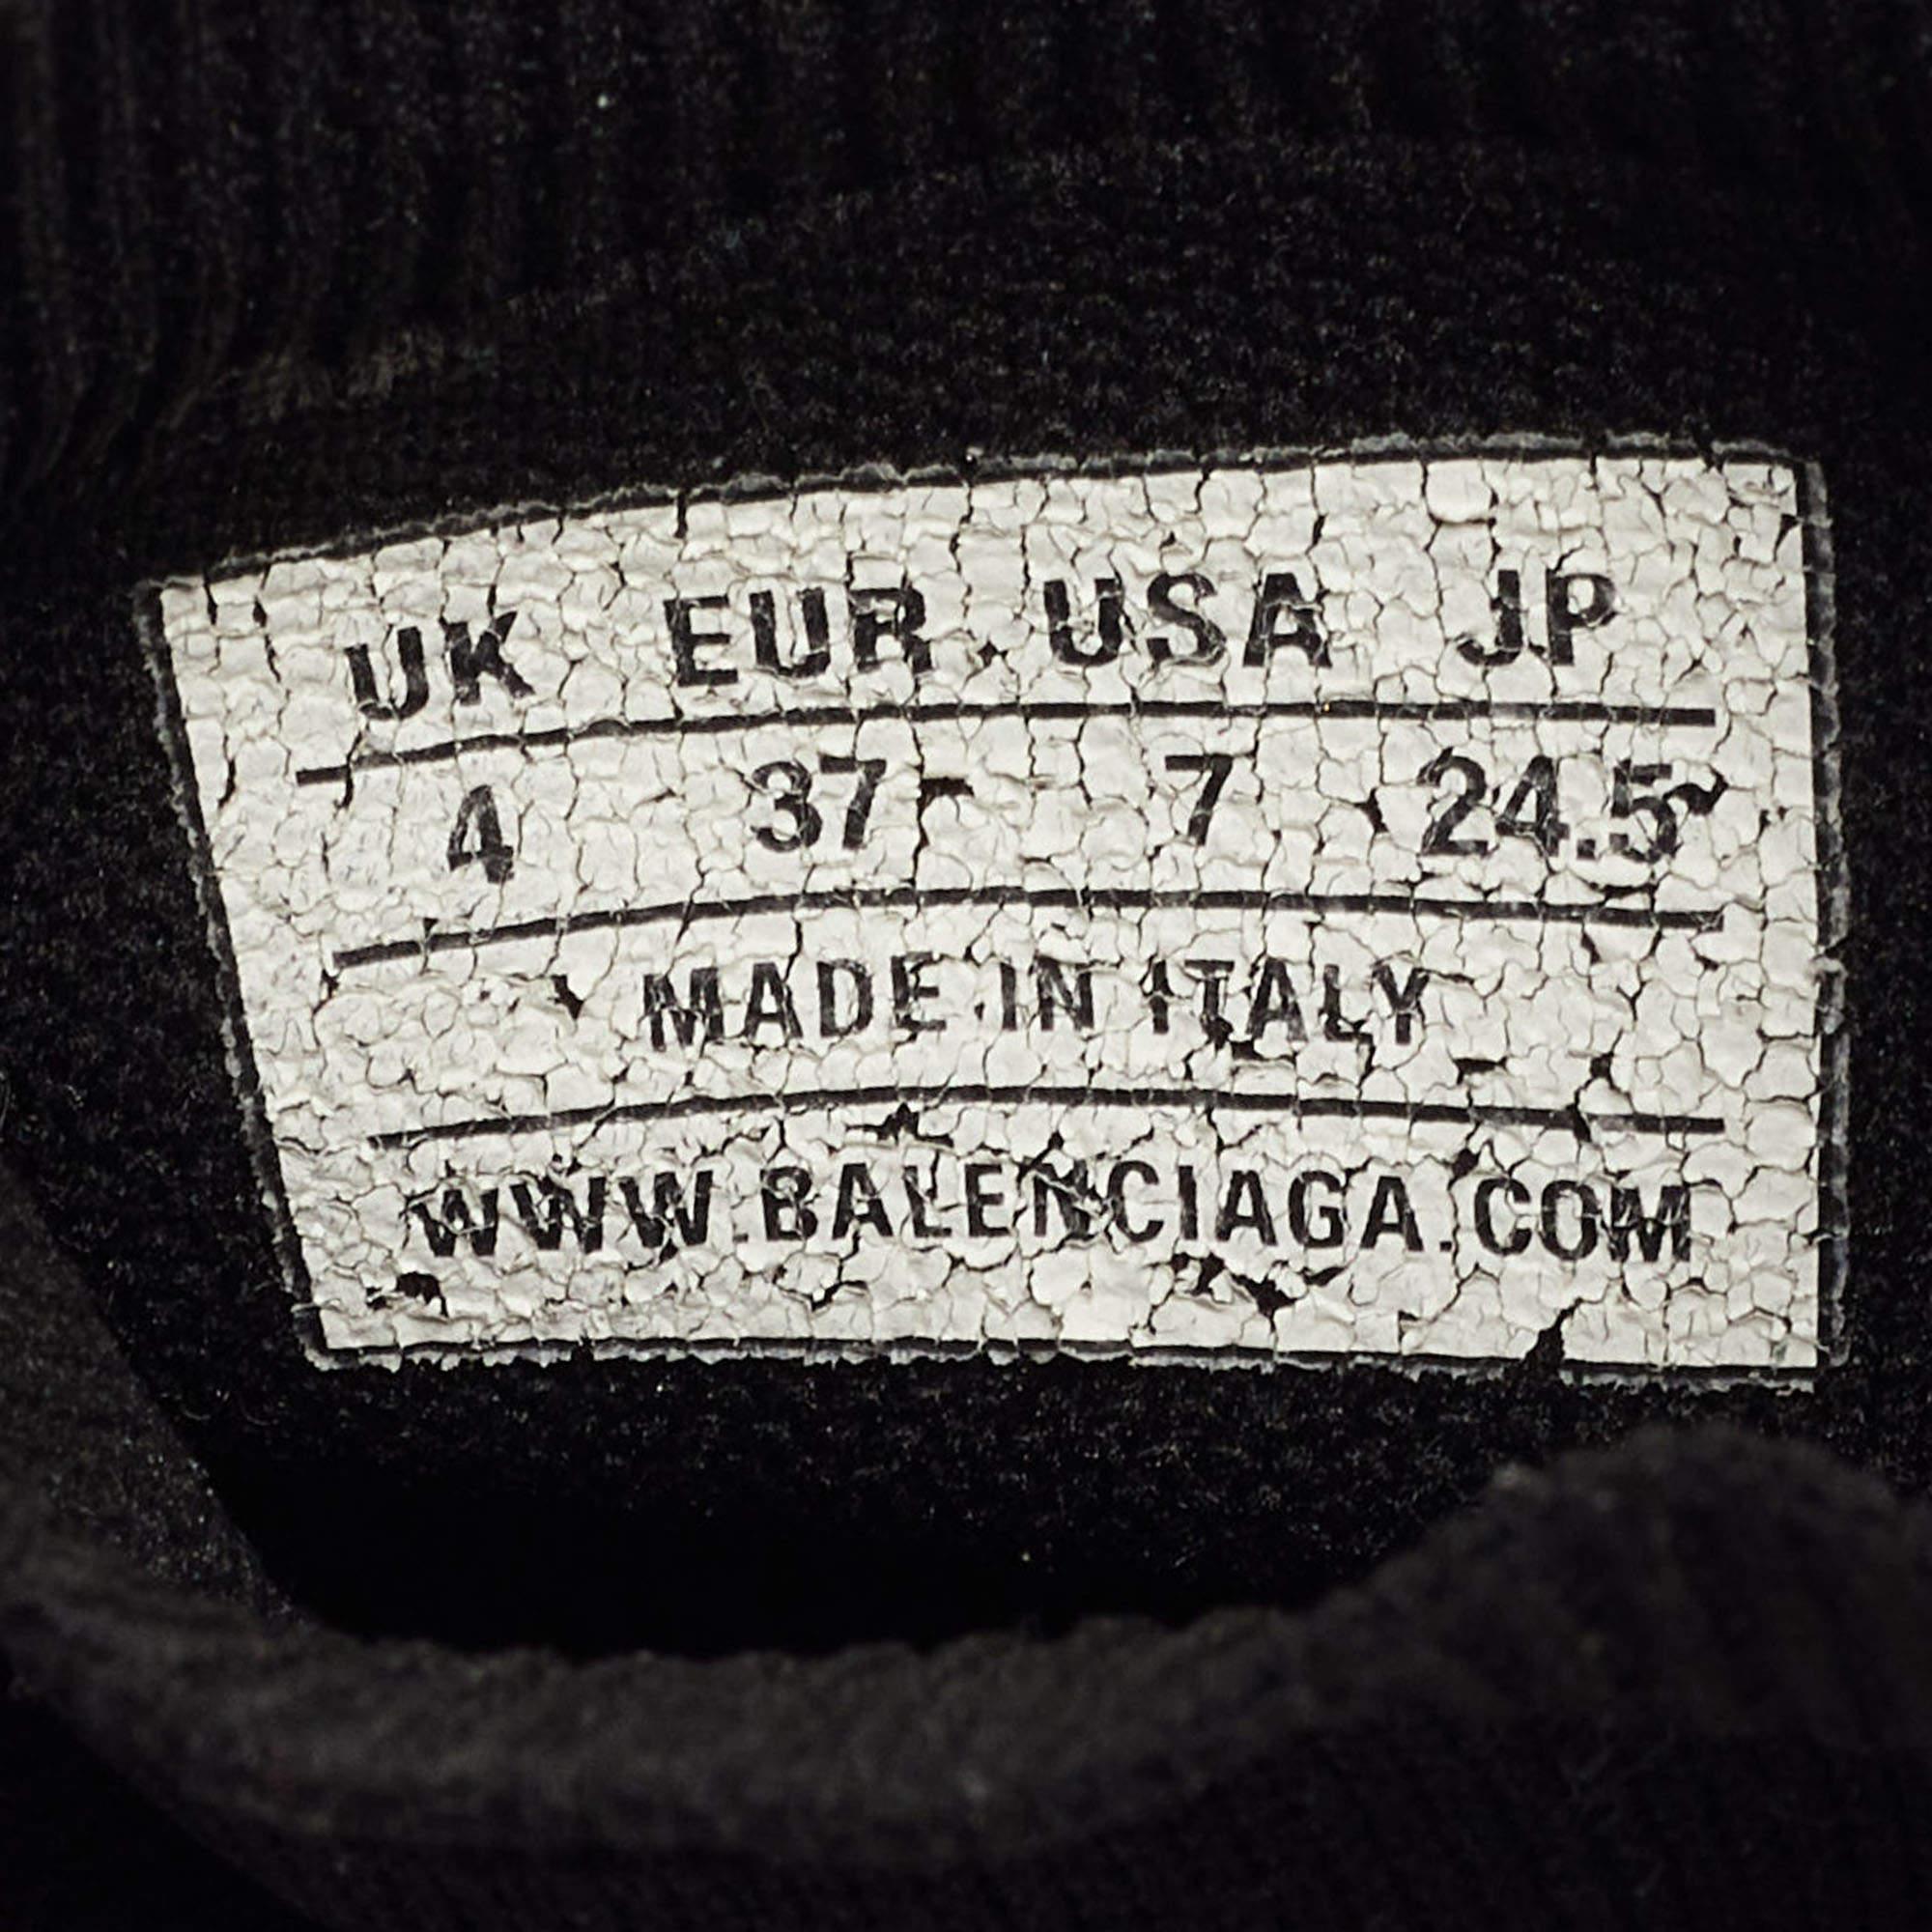 UK EUR USA JP
4 37 7 24.5
MADE IN ITALY
WWW.BALENCIAGA.COM